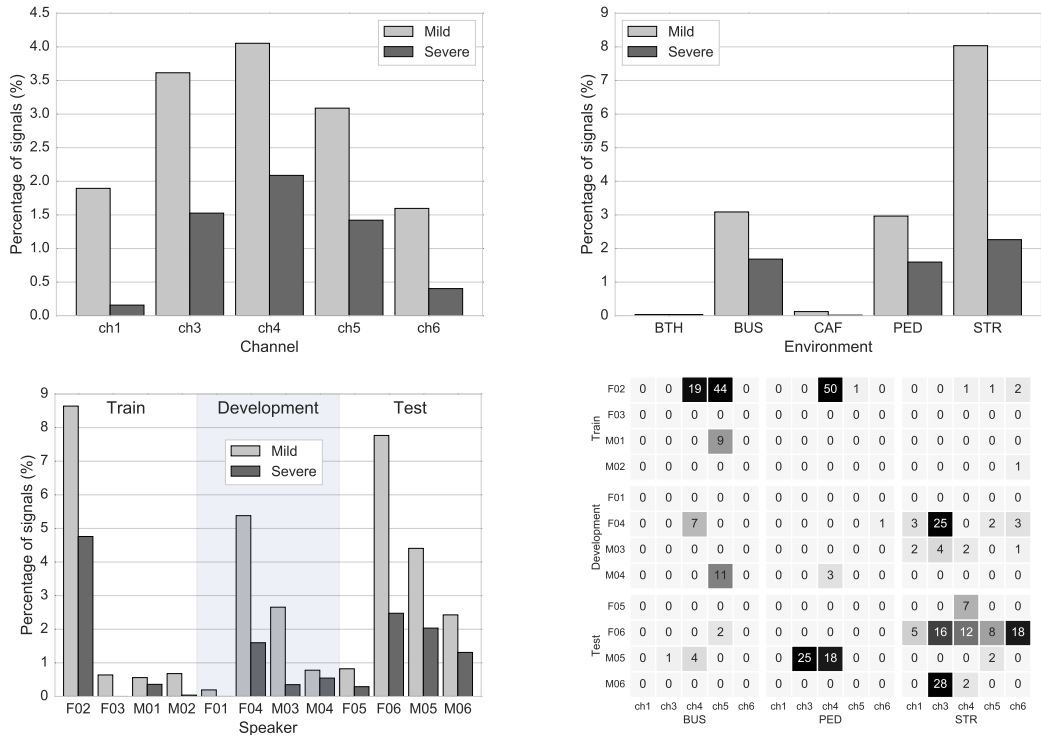 4.5
4.0
3.5
3.0
2.5
2.0
1.5
1.0
0.5
0.0
Percentage of signals (%)
Mild
Severe
ch1 ch3 ch4 ch5 ch6
Channel
9
8
7
6
5
4
3
2
1
0
Percentage of signals (%)
Mild
Severe
BTH BUS CAF PED STR
Environment
9
8
7
6
5
4
3
2
1
0
Percentage of signals (%)
Train Development Test
Mild
Severe
F02 F03 M01 M02 F01 F04 M03 M04 F05 F06 M05 M06
Speaker
Train
F02 0 0 19 44 0 0 0 50 1 0 0 0 1 1 2
F03 0 0 0 0 0 0 0 0 0 0 0 0 0 0 0
M01 0 0 0 9 0 0 0 0 0 0 0 0 0 0 0
M02 0 0 0 0 0 0 0 0 0 0 0 0 0 0 1
Development
F01 0 0 0 0 0 0 0 0 0 0 0 0 0 0 0
F04 0 0 7 0 0 0 0 0 0 1 3 25 0 2 3
M03 0 0 0 0 0 0 0 0 0 0 2 4 2 0 1
M04 0 0 0 11 0 0 0 3 0 0 0 0 0 0 0
Test
F05 0 0 0 0 0 0 0 0 0 0 0 0 7 0 0
F06 0 0 0 2 0 0 0 0 0 0 5 16 12 8 18
M05 0 1 4 0 0 0 25 18 0 0 0 0 0 2 0
M06 0 0 0 0 0 0 0 0 0 0 0 28 2 0 0
ch1 ch3 ch4 ch5 ch6 ch1 ch3 ch4 ch5 ch6 ch1 ch3 ch4 ch5 ch6
BUS PED STR